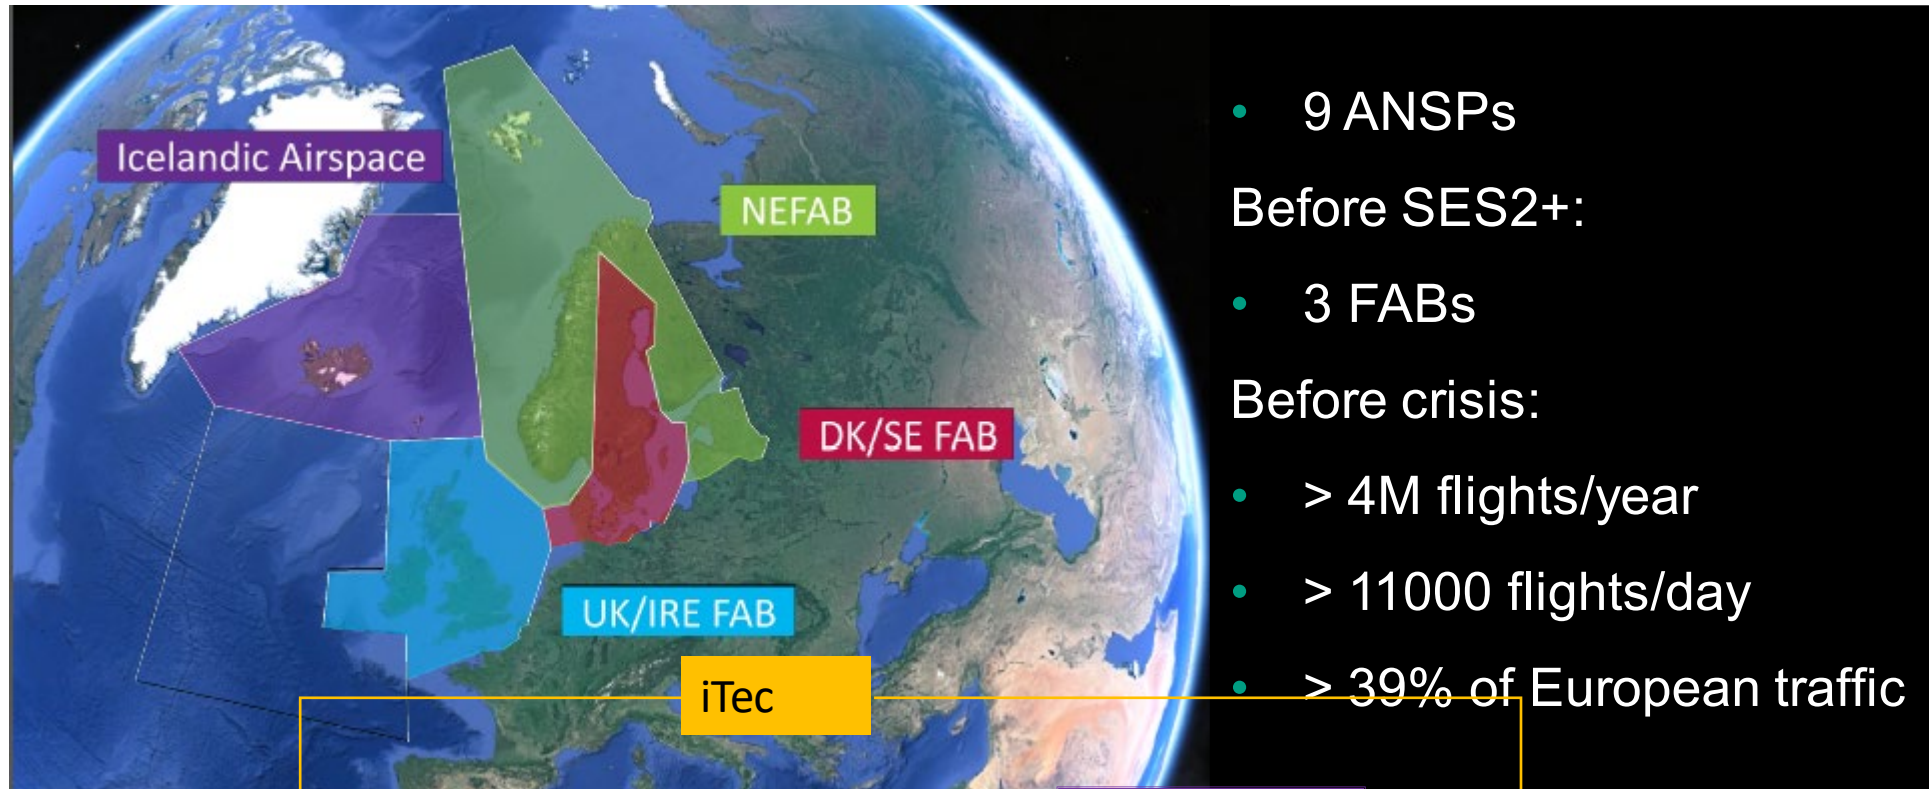 Icelandic Airspace
NEFAB
DK/SE FAB
UK/IRE FAB
iTec
• 9 ANSPs
Before SES2+:
• 3 FABs
Before crisis:
• > 4M flights/year
• > 11000 flights/day
• > 39% of European traffic